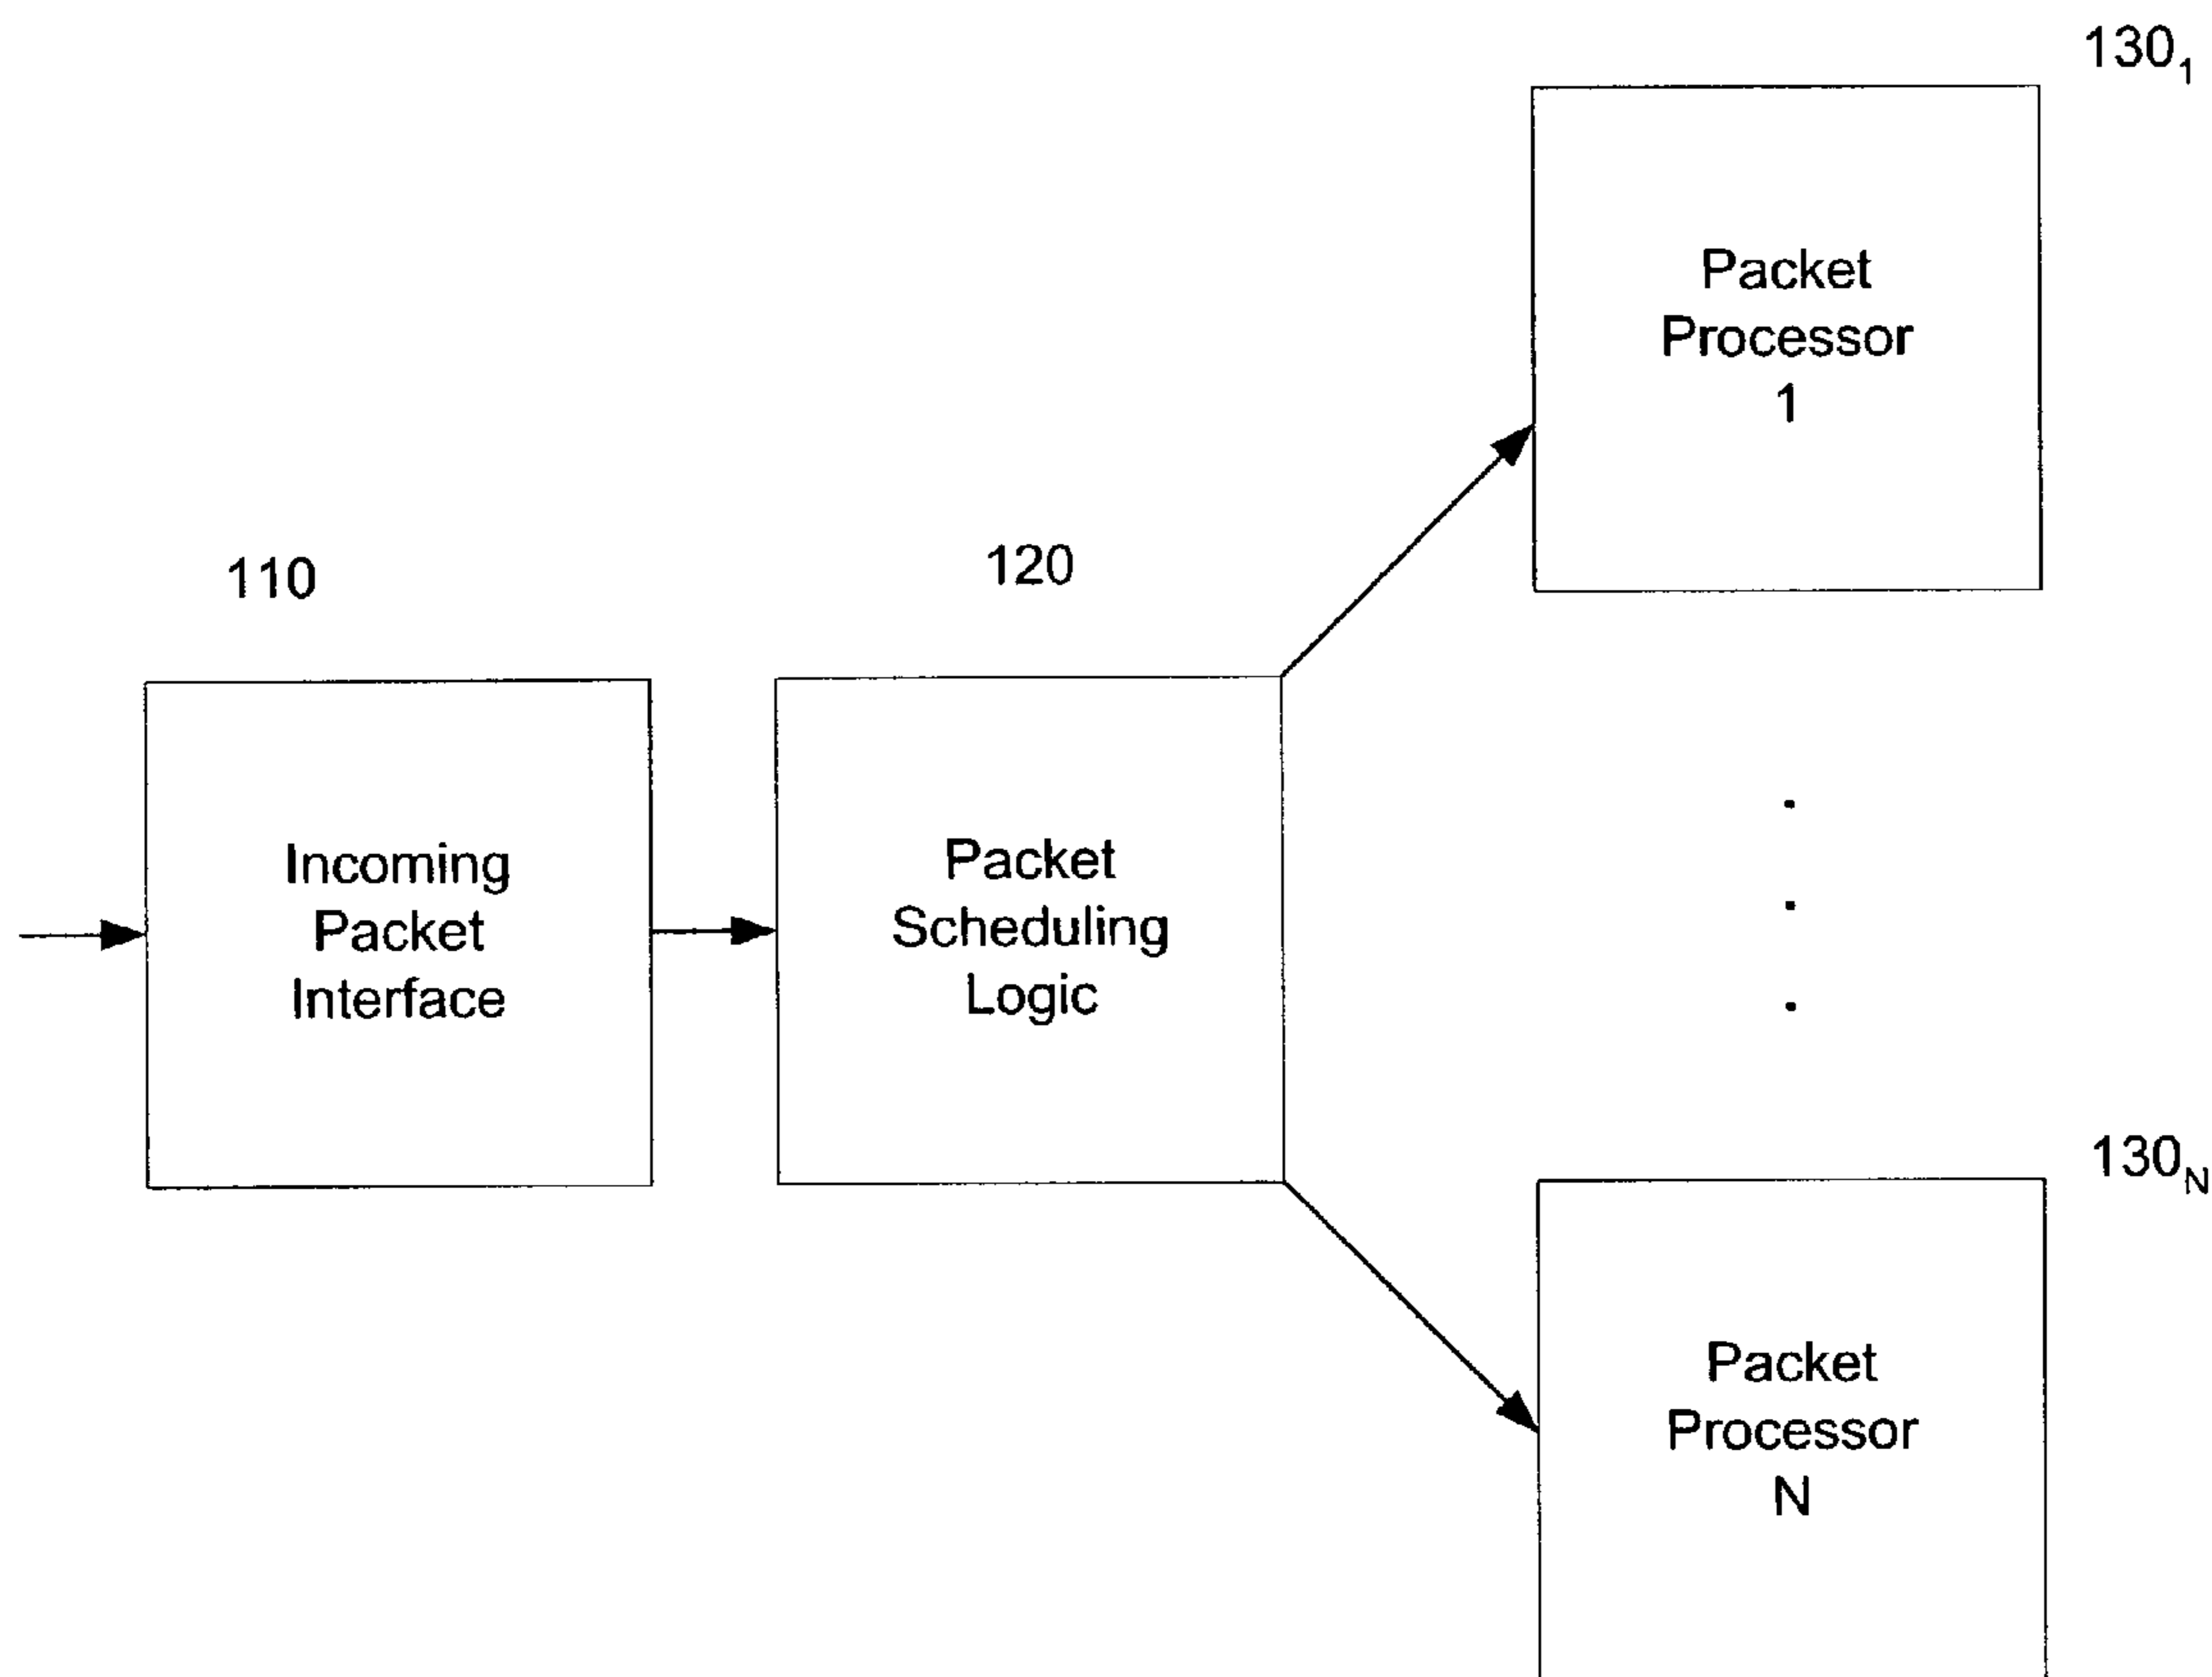 130₁
Packet
Processor
1
110
120
Incoming
Packet
Interface
Packet
Scheduling
Logic
130N
Packet
Processor
N